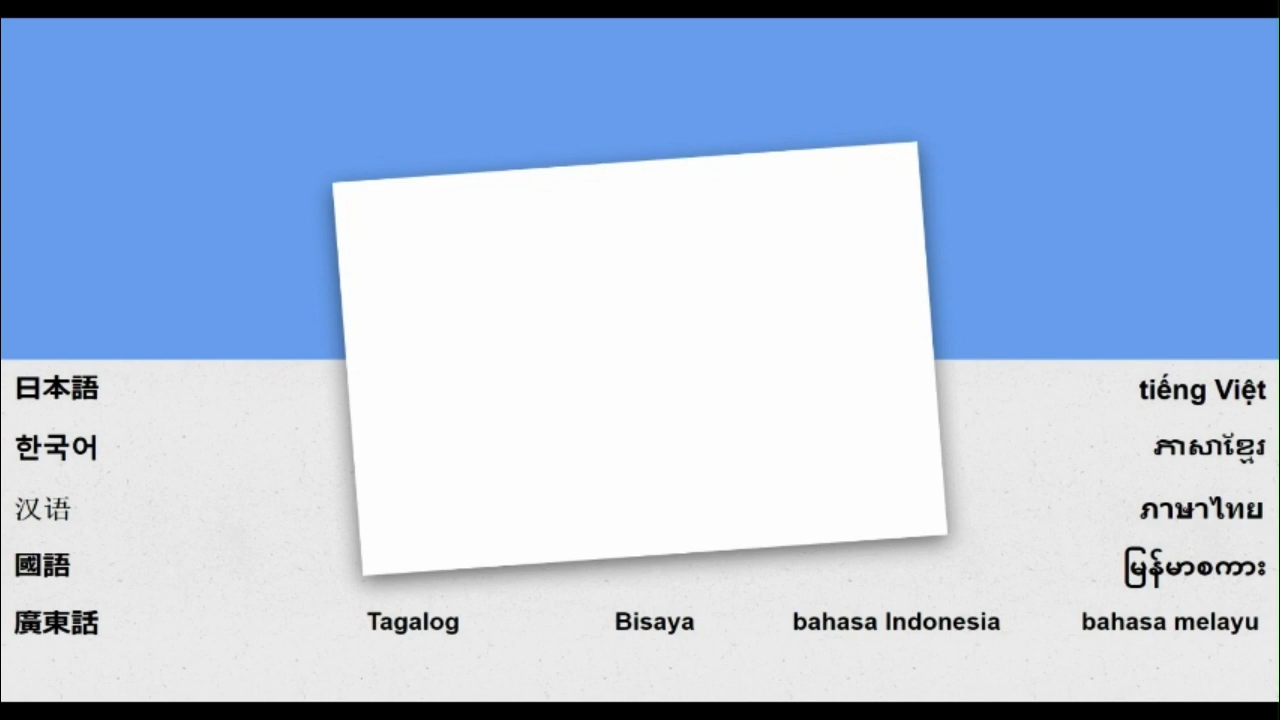 日本語
tiếng Việt
한국어
ភាសាខ្មែរ
汉语
ภาษาไทย
國語
မြန်မာစကား
廣東話
Tagalog
Bisaya
bahasa Indonesia
bahasa melayu